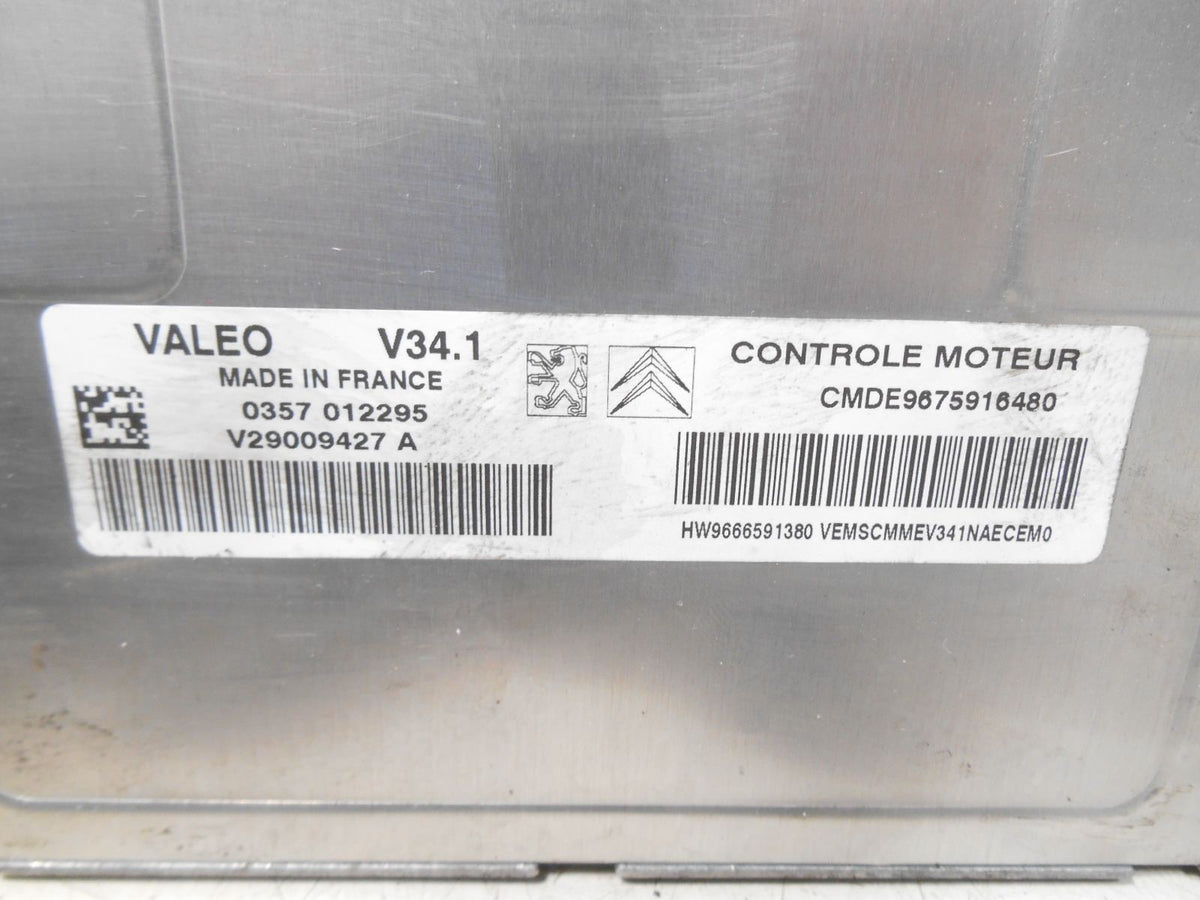 VALEO V34.1
MADE IN FRANCE
0357 012295
V29009427 A
CONTROLE MOTEUR
CMDE9675916480
HW9666591380 VEMSCMMEV341NAECEM0